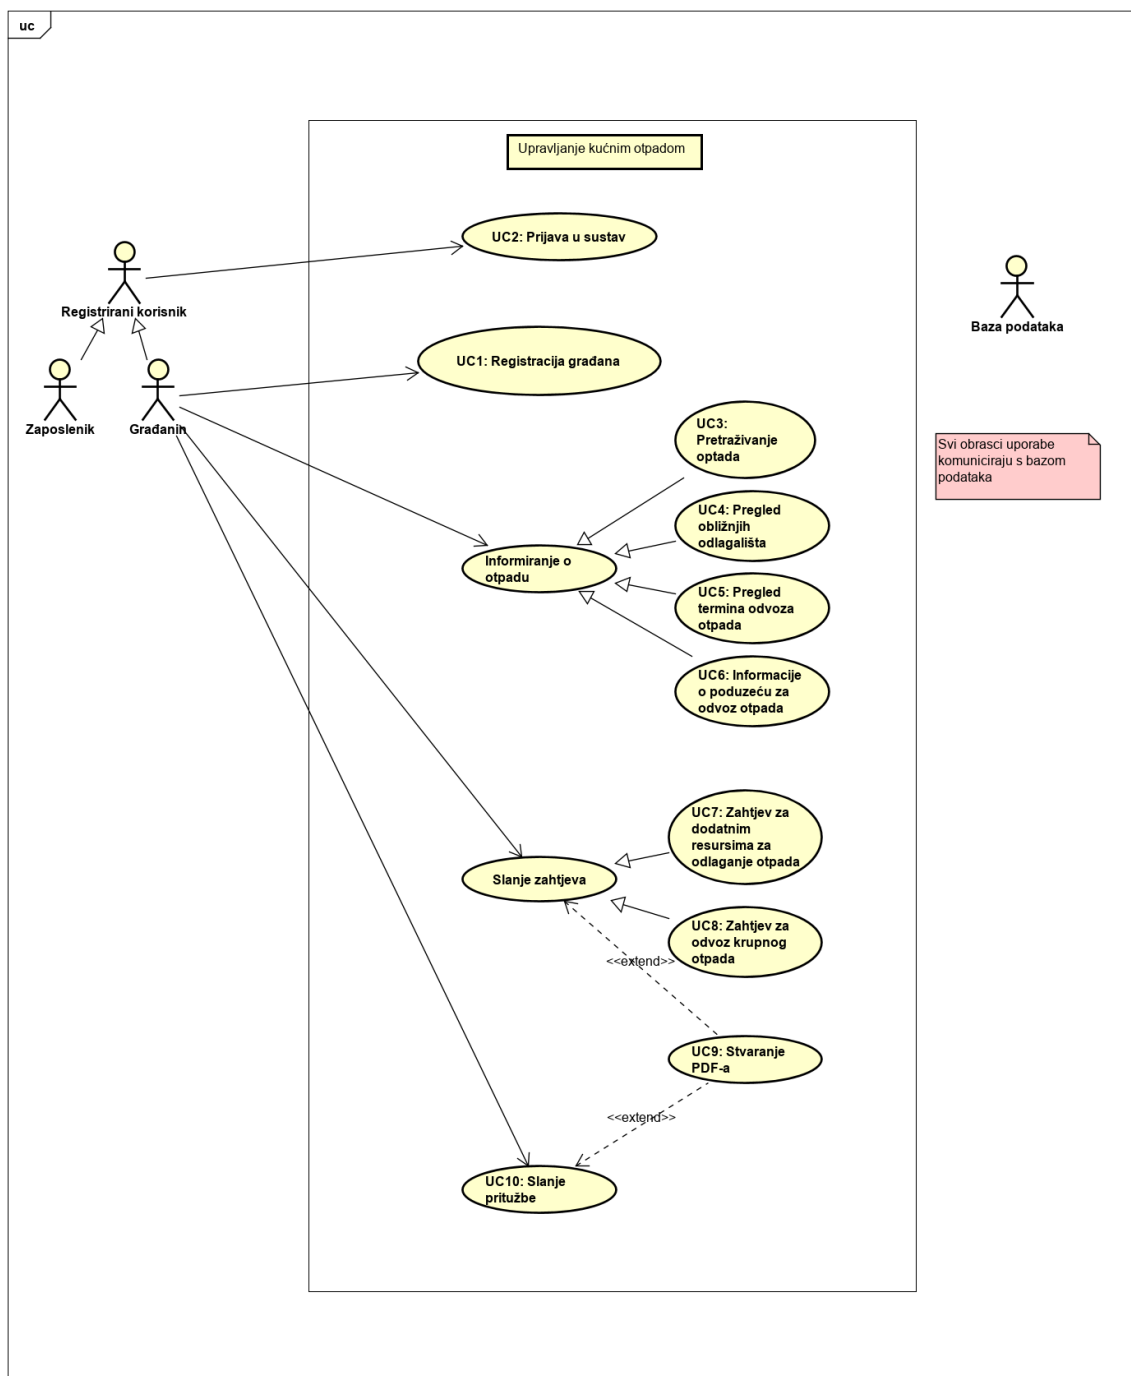 uc
Upravljanje kućnim otpadom
UC2: Prijava u sustav
Registrirani korisnik
Baza podataka
UC1: Registracija građana
Zaposlenik
Građanin
UC3:
Pretraživanje
optada
Svi obrasci uporabe
komuniciraju s bazom
podataka
UC4: Pregled
obližnjih
odlagališta
Informiranje o
otpadu
UC5: Pregled
termina odvoza
otpada
UC6: Informacije
o poduzeću za
odvoz otpada
UC7: Zahtjev za
dodatnim
resursima za
odlaganje otpada
Slanje zahtjeva
UC8: Zahtjev za
odvoz krupnog
otpada
<<extend>>
UC9: Stvaranje
PDF-a
<<extend>>
UC10: Slanje
pritužbe